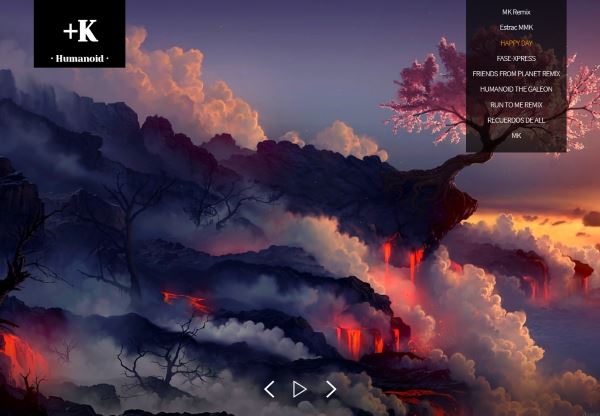 +K
· Humanoid ·
MK Remix
Estrac MMK
HAPPY DAY
FASE-XPRESS
FRIENDS FROM PLANET REMIX
HUMANOID THE GALEON
RUN TO ME REMIX
RECUERDOS DE ALL
MK